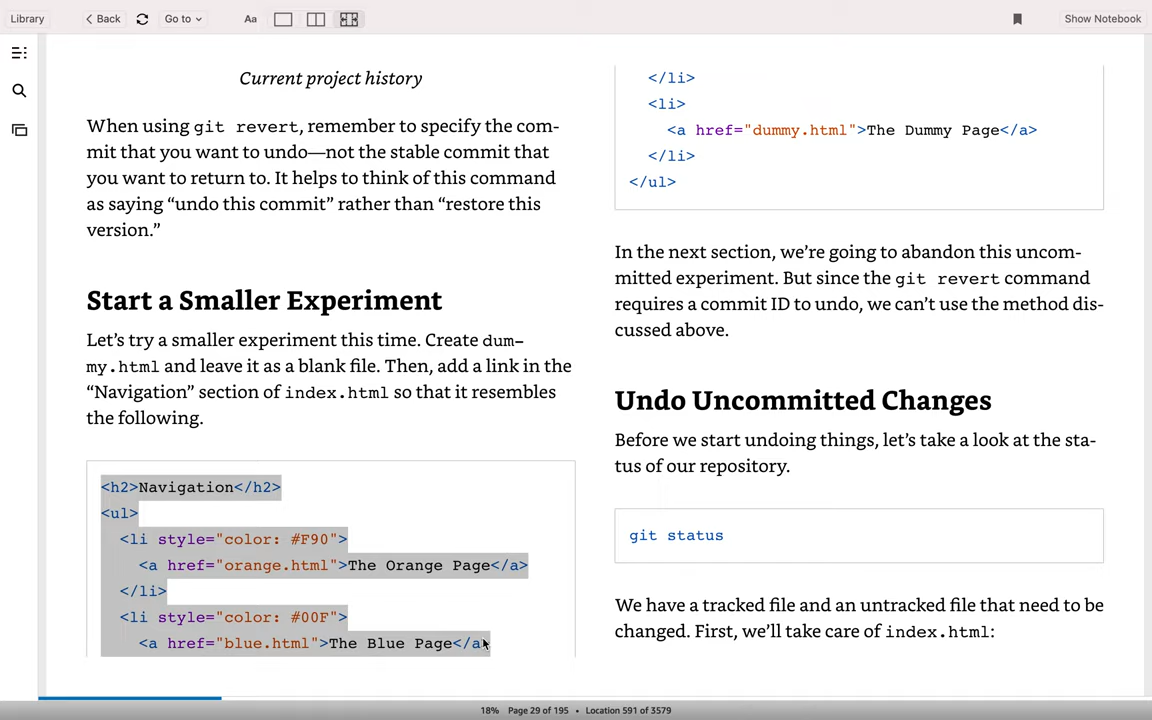 Library
Back
Go to
Aa
Show Notebook
Current project history
When using git revert, remember to specify the com-
mit that you want to undo—not the stable commit that
you want to return to. It helps to think of this command
as saying “undo this commit” rather than “restore this
version.”
Start a Smaller Experiment
Let’s try a smaller experiment this time. Create dum-
my.html and leave it as a blank file. Then, add a link in the
“Navigation” section of index.html so that it resembles
the following.
<h2>Navigation</h2>
<ul>
<li style="color: #F90">
<a href="orange.html">The Orange Page</a>
</li>
<li style="color: #00F">
<a href="blue.html">The Blue Page</a
</li>
<li>
<a href="dummy.html">The Dummy Page</a>
</li>
</ul>
In the next section, we’re going to abandon this uncom-
mitted experiment. But since the git revert command
requires a commit ID to undo, we can’t use the method dis-
cussed above.
Undo Uncommitted Changes
Before we start undoing things, let’s take a look at the sta-
tus of our repository.
git status
We have a tracked file and an untracked file that need to be
changed. First, we’ll take care of index.html:
18% Page 29 of 195 • Location 591 of 3579